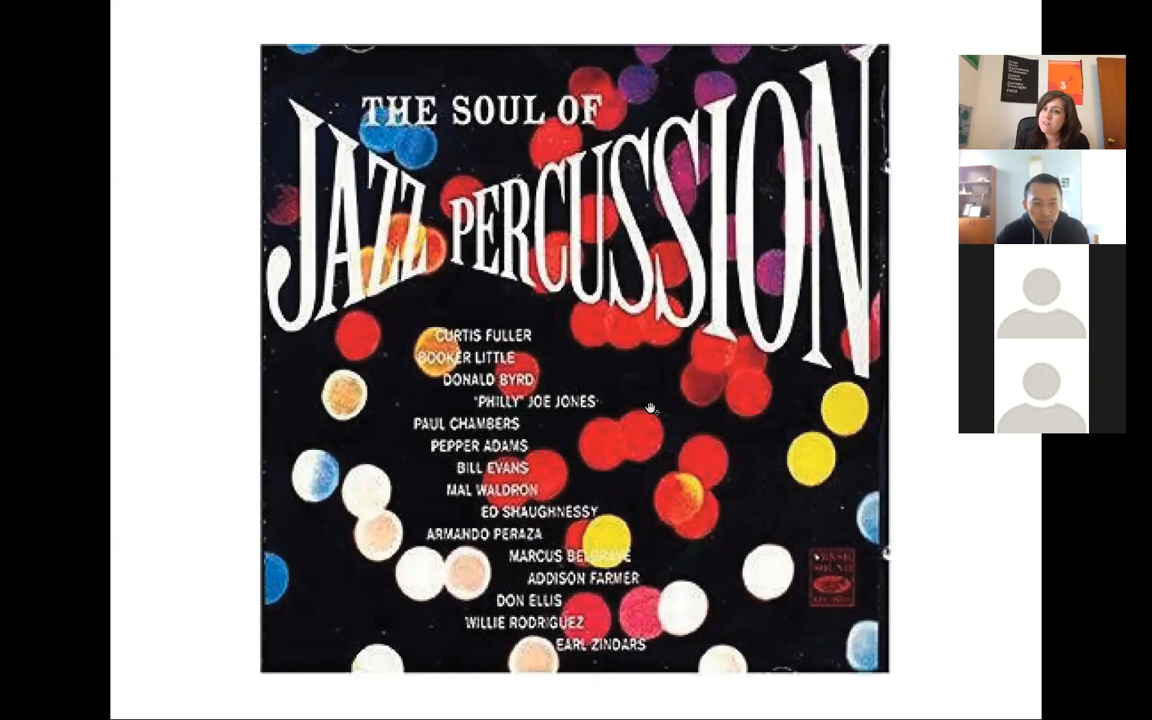 THE SOUL OF
JAZZ PERCUSSION
CURTIS FULLER
BOOKER LITTLE
DONALD BYRD
"PHILLY" JOE JONES
PAUL CHAMBERS
PEPPER ADAMS
BILL EVANS
MAL WALDRON
ED SHAUGHNESSY
ARMANDO PERAZA
MARCUS BELGRAVE
ADDISON FARMER
DON ELLIS
WILLIE RODRIGUEZ
EARL ZINDARS